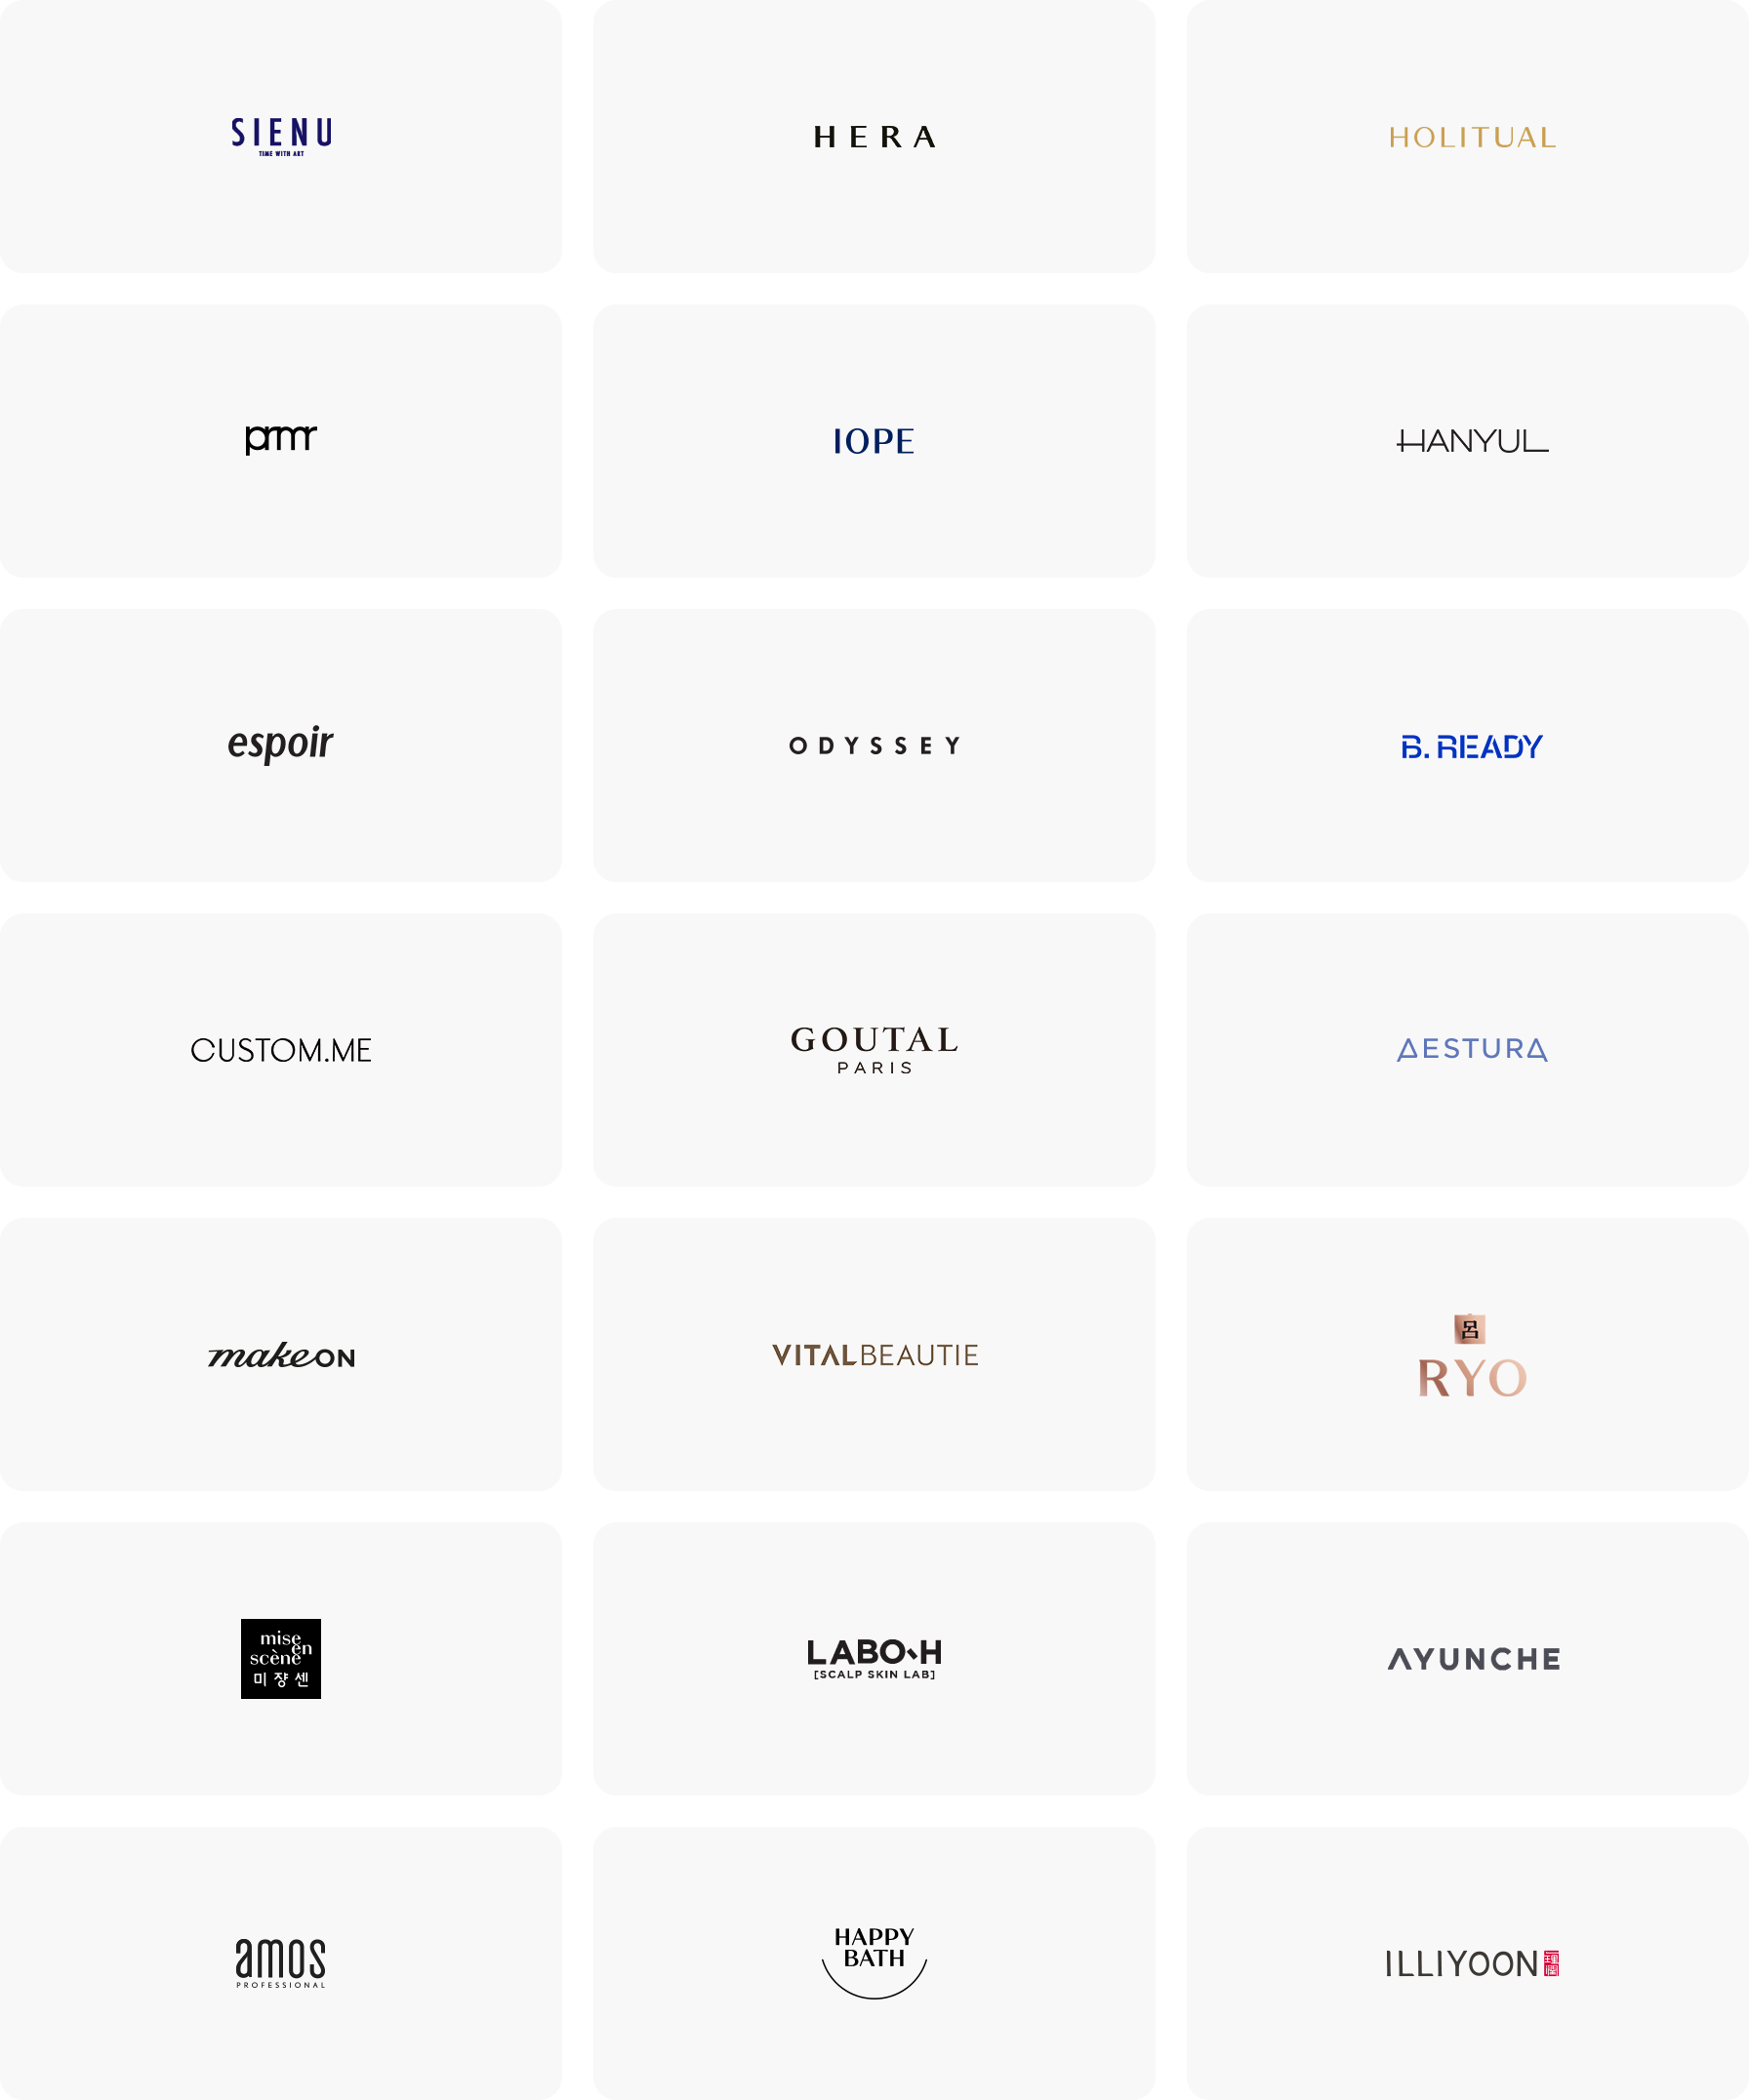 SIENU
TIME WITH ART
HERA
HOLITUAL
prmr
IOPE
HANYUL
espoir
ODYSSEY
B. READY
CUSTOM.ME
GOUTAL
PARIS
AESTURA
makeON
VITALBEAUTIE
呂
RYO
mise
en
scène
미쟝센
LABO-H
[SCALP SKIN LAB]
AYUNCHE
amos
PROFESSIONAL
HAPPY
BATH
ILLIYOON